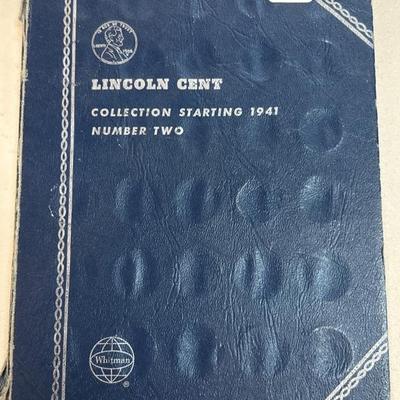 LINCOLN CENT
COLLECTION STARTING 1941
NUMBER TWO
Whitman
®